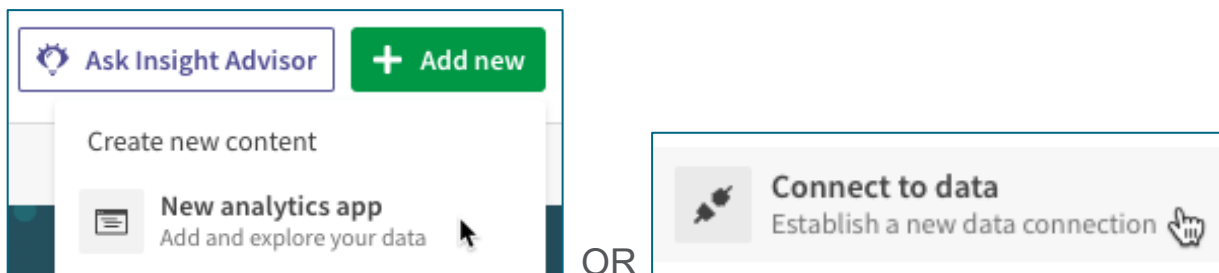 Ask Insight Advisor
Add new
Create new content
New analytics app
Add and explore your data
OR
Connect to data
Establish a new data connection